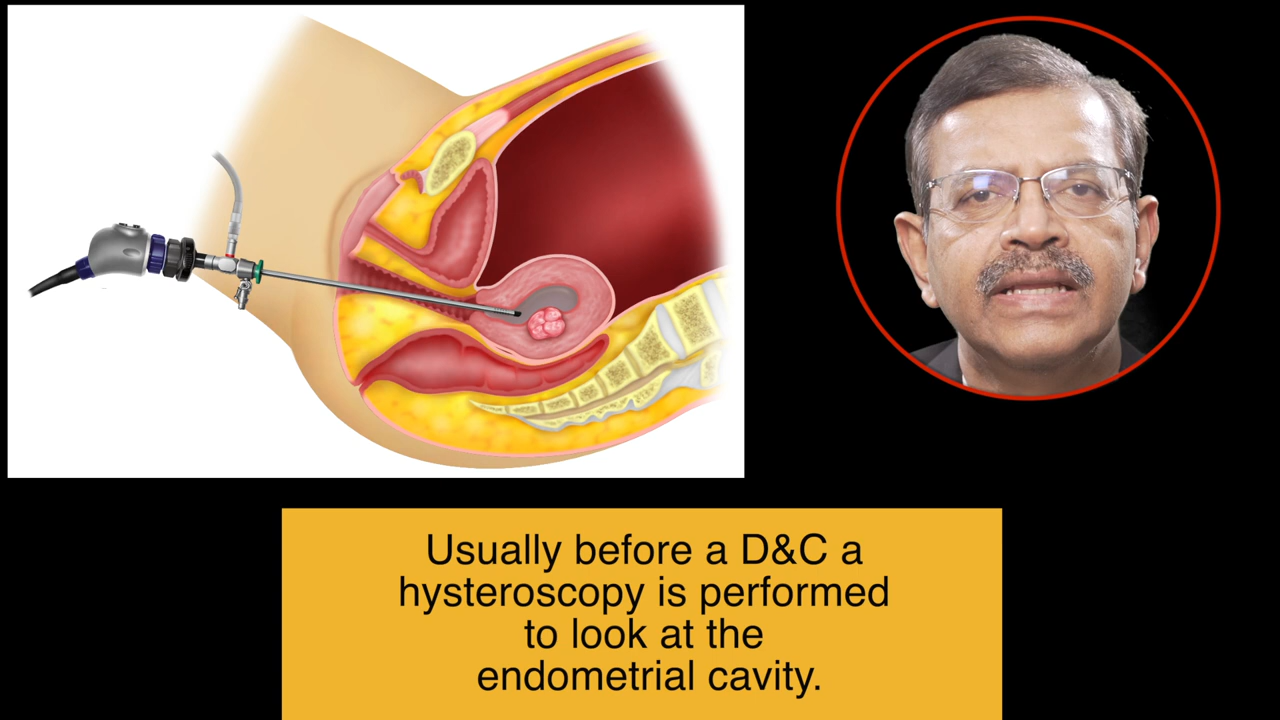 Usually before a D&C a
hysteroscopy is performed
to look at the
endometrial cavity.